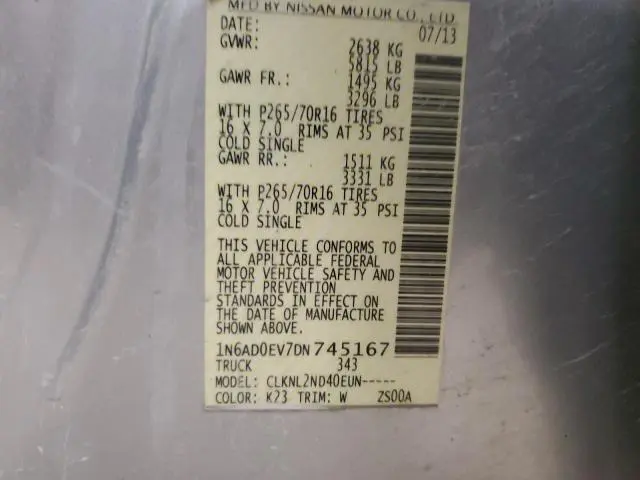 MFD BY NISSAN MOTOR CO., LTD
DATE: 07/13
GVWR: 2638 KG
5815 LB
GAWR FR.: 1495 KG
3296 LB
WITH P265/70R16 TIRES
16 X 7.0 RIMS AT 35 PSI
COLD SINGLE
GAWR RR.: 1511 KG
3331 LB
WITH P265/70R16 TIRES
16 X 7.0 RIMS AT 35 PSI
COLD SINGLE
THIS VEHICLE CONFORMS TO
ALL APPLICABLE FEDERAL
MOTOR VEHICLE SAFETY AND
THEFT PREVENTION
STANDARDS IN EFFECT ON
THE DATE OF MANUFACTURE
SHOWN ABOVE.
1N6AD0EV7DN745167
TRUCK 343
MODEL: CLKNL2ND40EUN-----
COLOR: K23 TRIM: W ZS00A